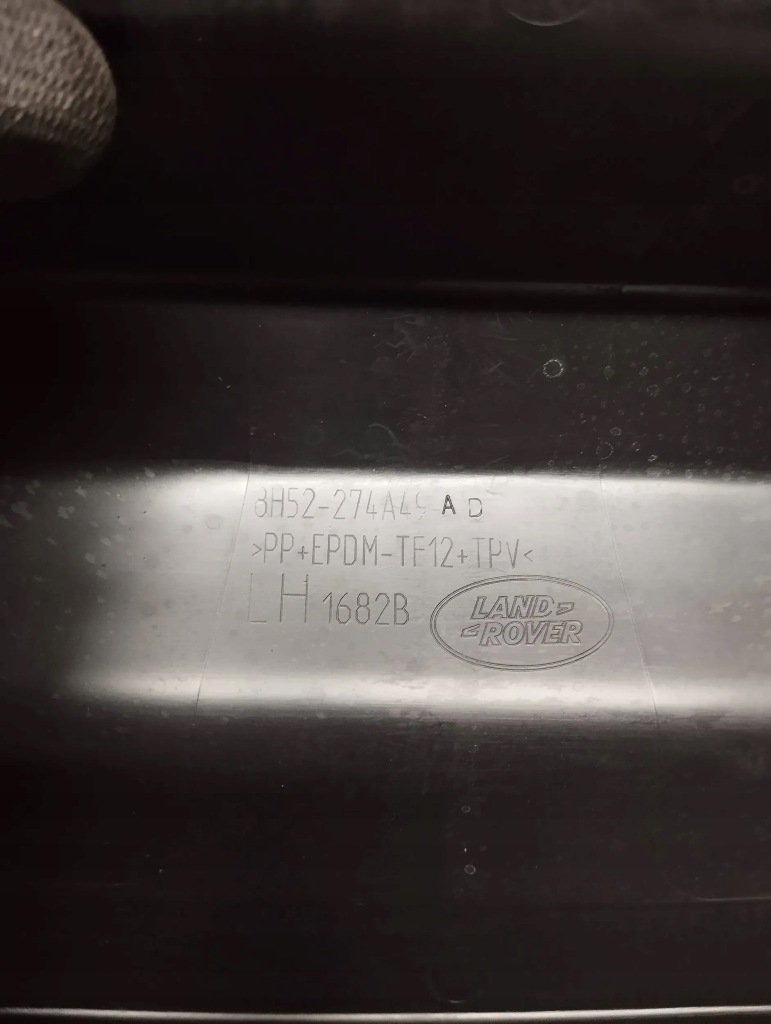 8H52-274A49 A D
>PP+EPDM-TF12+TPV<
LH 1682B
LAND
ROVER